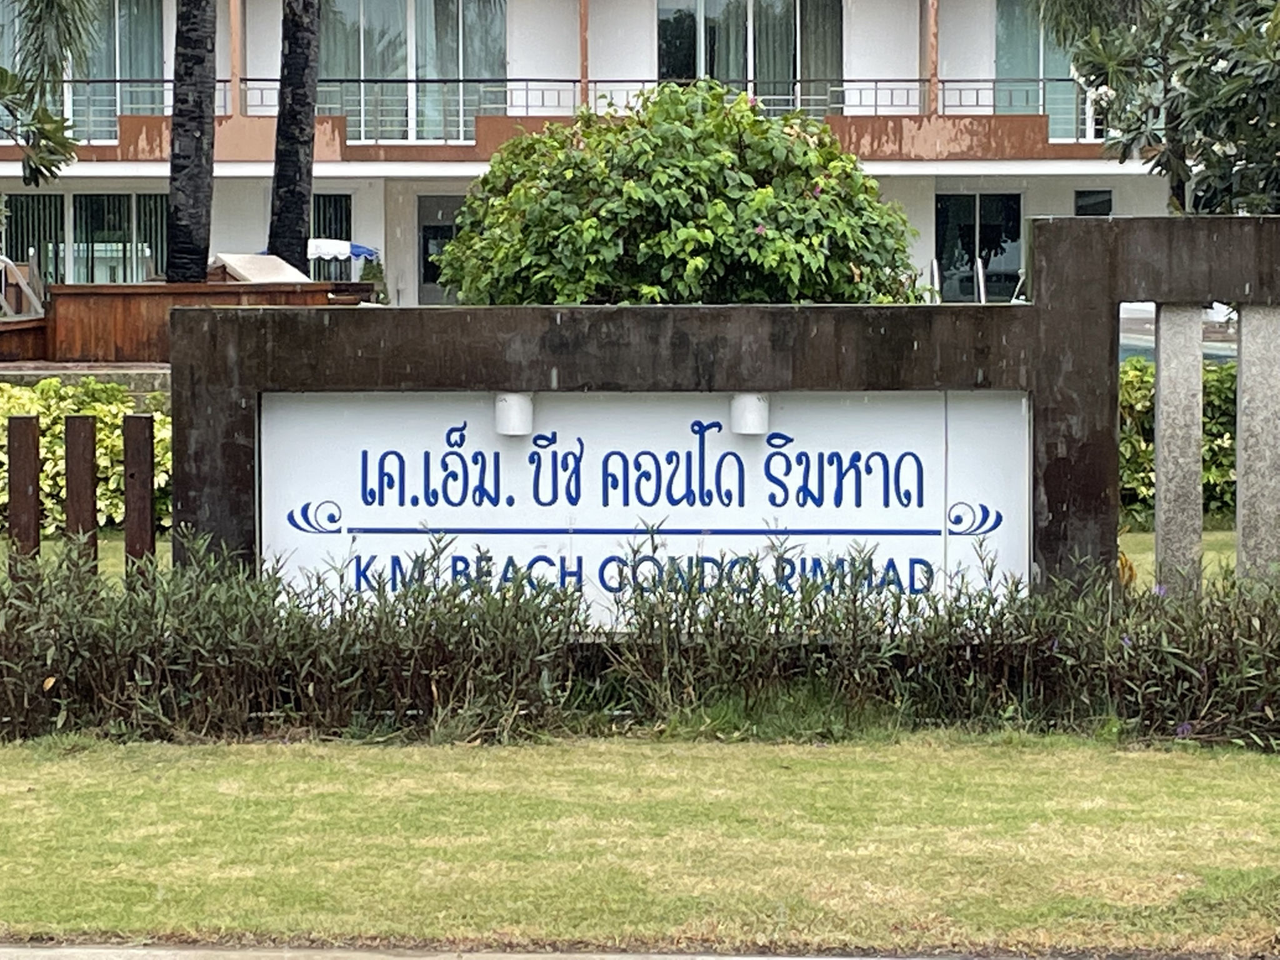 เค.เอ็ม. บีช คอนโด ริมหาด
K.M. BEACH CONDO RIMHAD